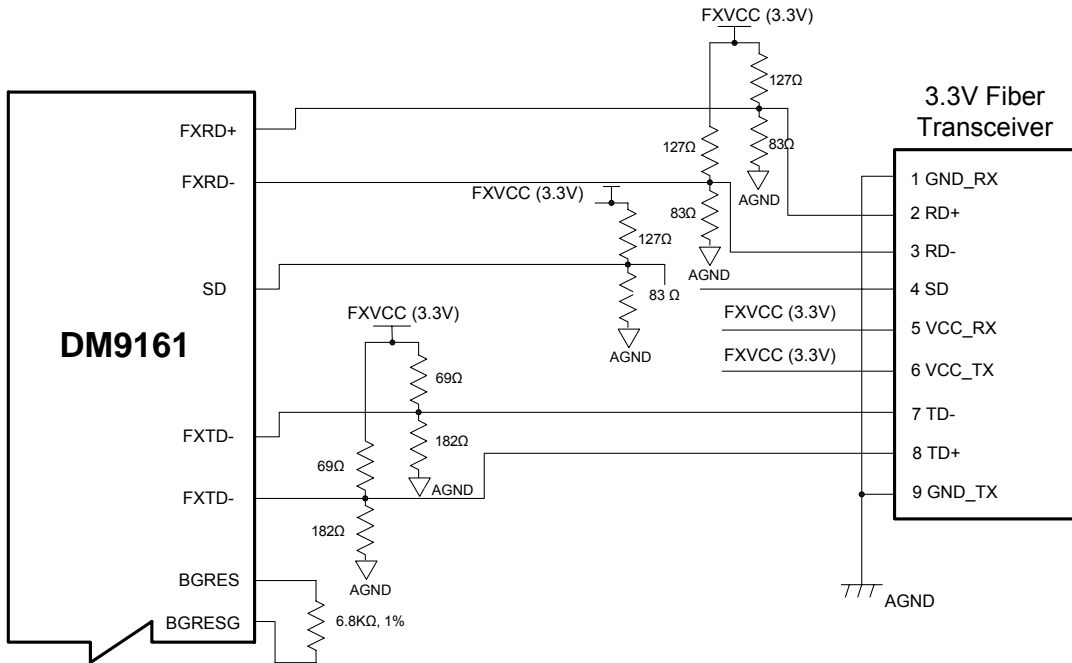 FXVCC (3.3V)
127Ω
3.3V Fiber
Transceiver
FXRD+
127Ω
83Ω
FXRD-
FXVCC (3.3V)
AGND
1 GND_RX
83Ω
2 RD+
127Ω
3 RD-
AGND
SD
83 Ω
4 SD
FXVCC (3.3V)
FXVCC (3.3V)
5 VCC_RX
DM9161
AGND
FXVCC (3.3V)
6 VCC_TX
69Ω
7 TD-
FXTD-
182Ω
8 TD+
69Ω
AGND
FXTD-
9 GND_TX
182Ω
BGRES
AGND
AGND
6.8KΩ, 1%
BGRESG